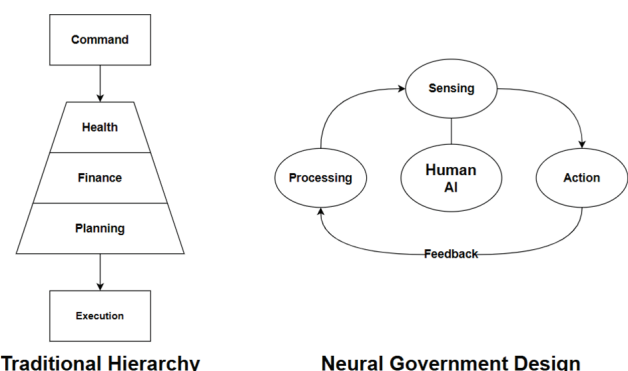 Command
Health
Finance
Planning
Execution
Traditional Hierarchy
Sensing
Processing
Human
AI
Action
Feedback
Neural Government Design